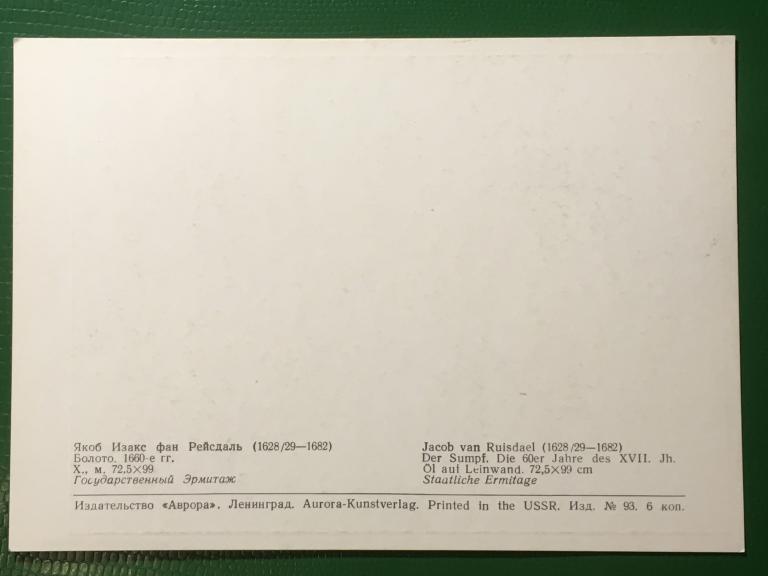 Якоб Изакс фан Рейсдаль (1628/29—1682)
Болото. 1660-е гг.
Х., м. 72,5×99
Государственный Эрмитаж
Jacob van Ruisdael (1628/29—1682)
Der Sumpf. Die 60er Jahre des XVII. Jh.
Öl auf Leinwand. 72,5×99 cm
Staatliche Ermitage
Издательство «Аврора». Ленинград. Aurora-Kunstverlag. Printed in the USSR. Изд. № 93. 6 коп.